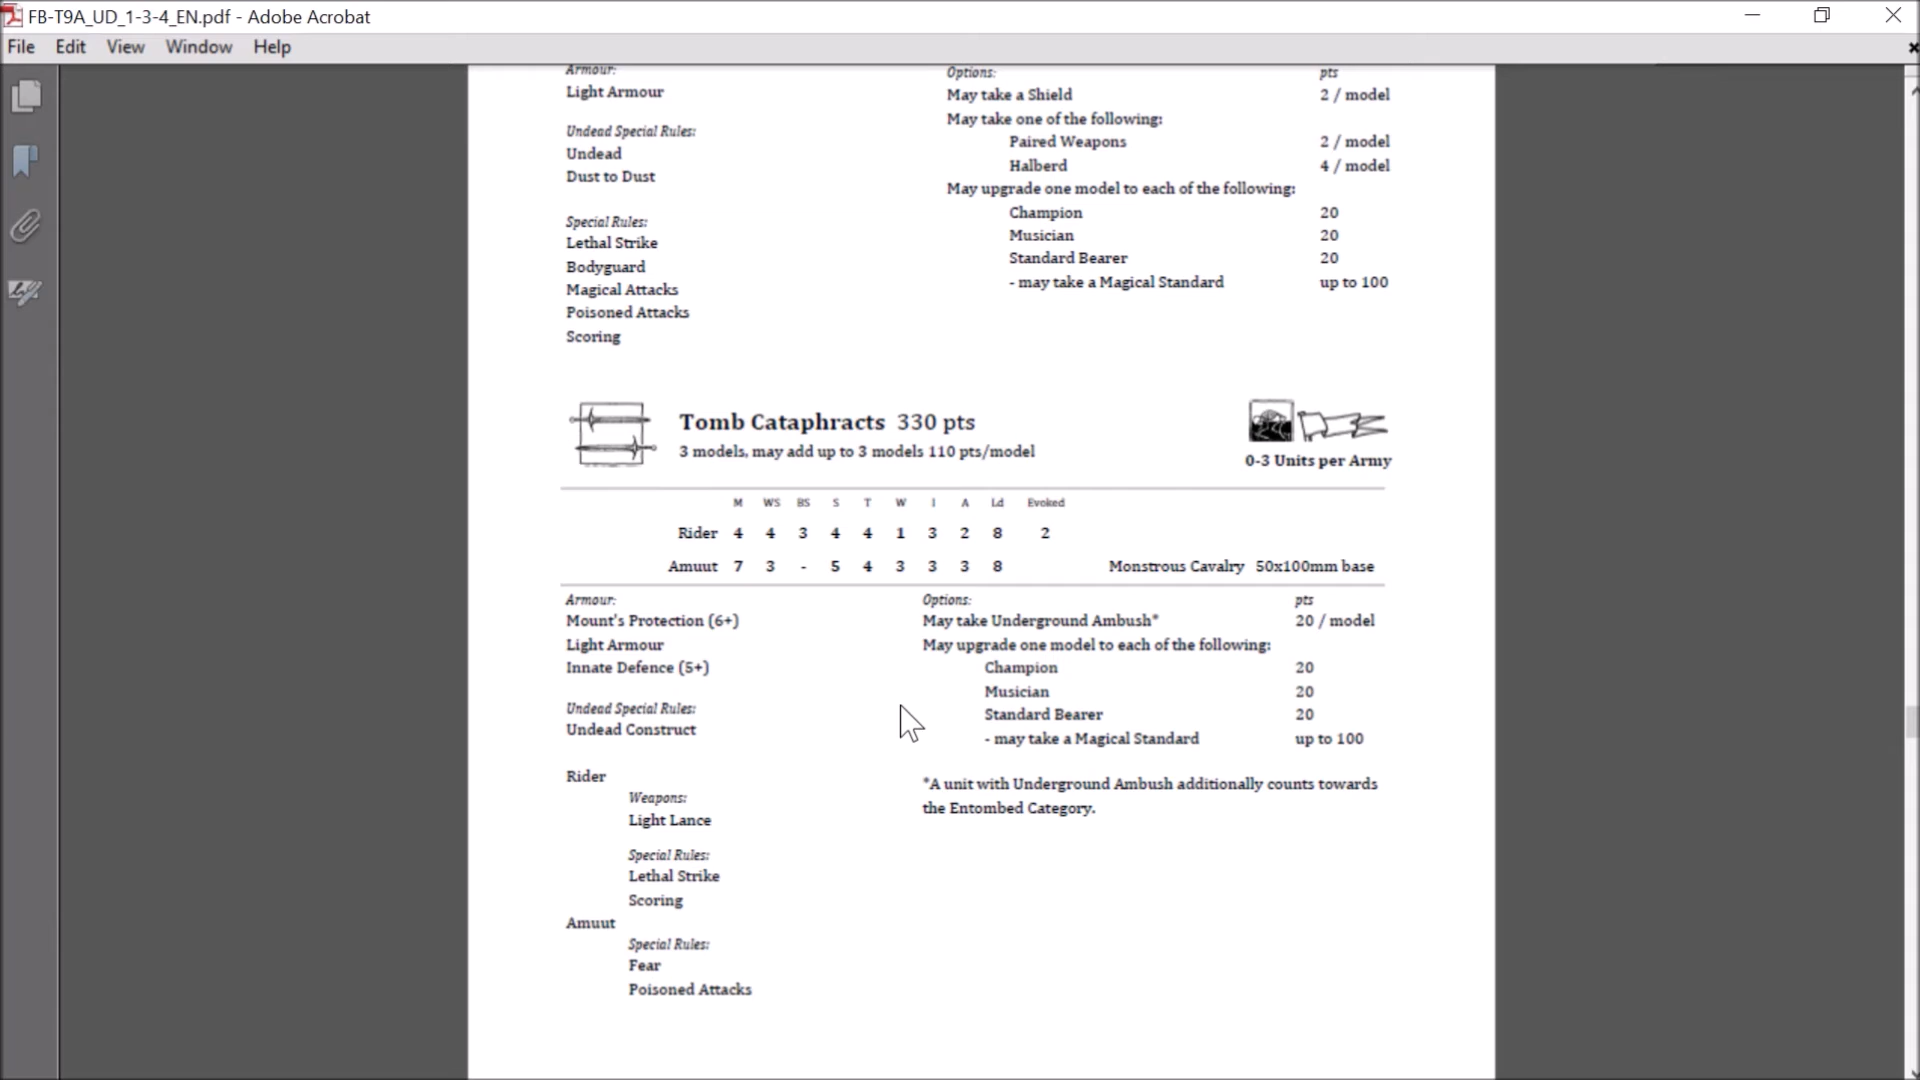 FB-T9A_UD_1-3-4_EN.pdf - Adobe Acrobat
File Edit View Window Help
Armour:
Light Armour
Undead Special Rules:
Undead
Dust to Dust
Special Rules:
Lethal Strike
Bodyguard
Magical Attacks
Poisoned Attacks
Scoring
Options: pts
May take a Shield 2 / model
May take one of the following:
Paired Weapons 2 / model
Halberd 4 / model
May upgrade one model to each of the following:
Champion 20
Musician 20
Standard Bearer 20
- may take a Magical Standard up to 100
Tomb Cataphracts 330 pts
3 models, may add up to 3 models 110 pts/model
0-3 Units per Army
M WS BS S T W I A Ld Evoked
Rider 4 4 3 4 4 1 3 2 8 2
Amuut 7 3 - 5 4 3 3 3 8 Monstrous Cavalry 50x100mm base
Armour:
Mount's Protection (6+)
Light Armour
Innate Defence (5+)
Undead Special Rules:
Undead Construct
Rider
Weapons:
Light Lance
Special Rules:
Lethal Strike
Scoring
Amuut
Special Rules:
Fear
Poisoned Attacks
Options: pts
May take Underground Ambush* 20 / model
May upgrade one model to each of the following:
Champion 20
Musician 20
Standard Bearer 20
- may take a Magical Standard up to 100
*A unit with Underground Ambush additionally counts towards
the Entombed Category.